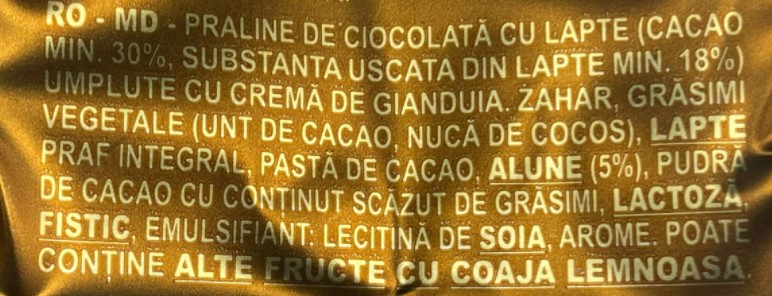 RO - MD - PRALINE DE CIOCOLATĂ CU LAPTE (CACAO
MIN. 30%, SUBSTANTA USCATA DIN LAPTE MIN. 18%)
UMPLUTE CU CREMĂ DE GIANDUIA. ZAHAR, GRĂSIMI
VEGETALE (UNT DE CACAO, NUCĂ DE COCOS), LAPTE
PRAF INTEGRAL, PASTĂ DE CACAO, ALUNE (5%), PUDRĂ
DE CACAO CU CONȚINUT SCĂZUT DE GRĂSIMI, LACTOZĂ,
FISTIC, EMULSIFIANT: LECITINĂ DE SOIA, AROME. POATE
CONȚINE ALTE FRUCTE CU COAJA LEMNOASA.